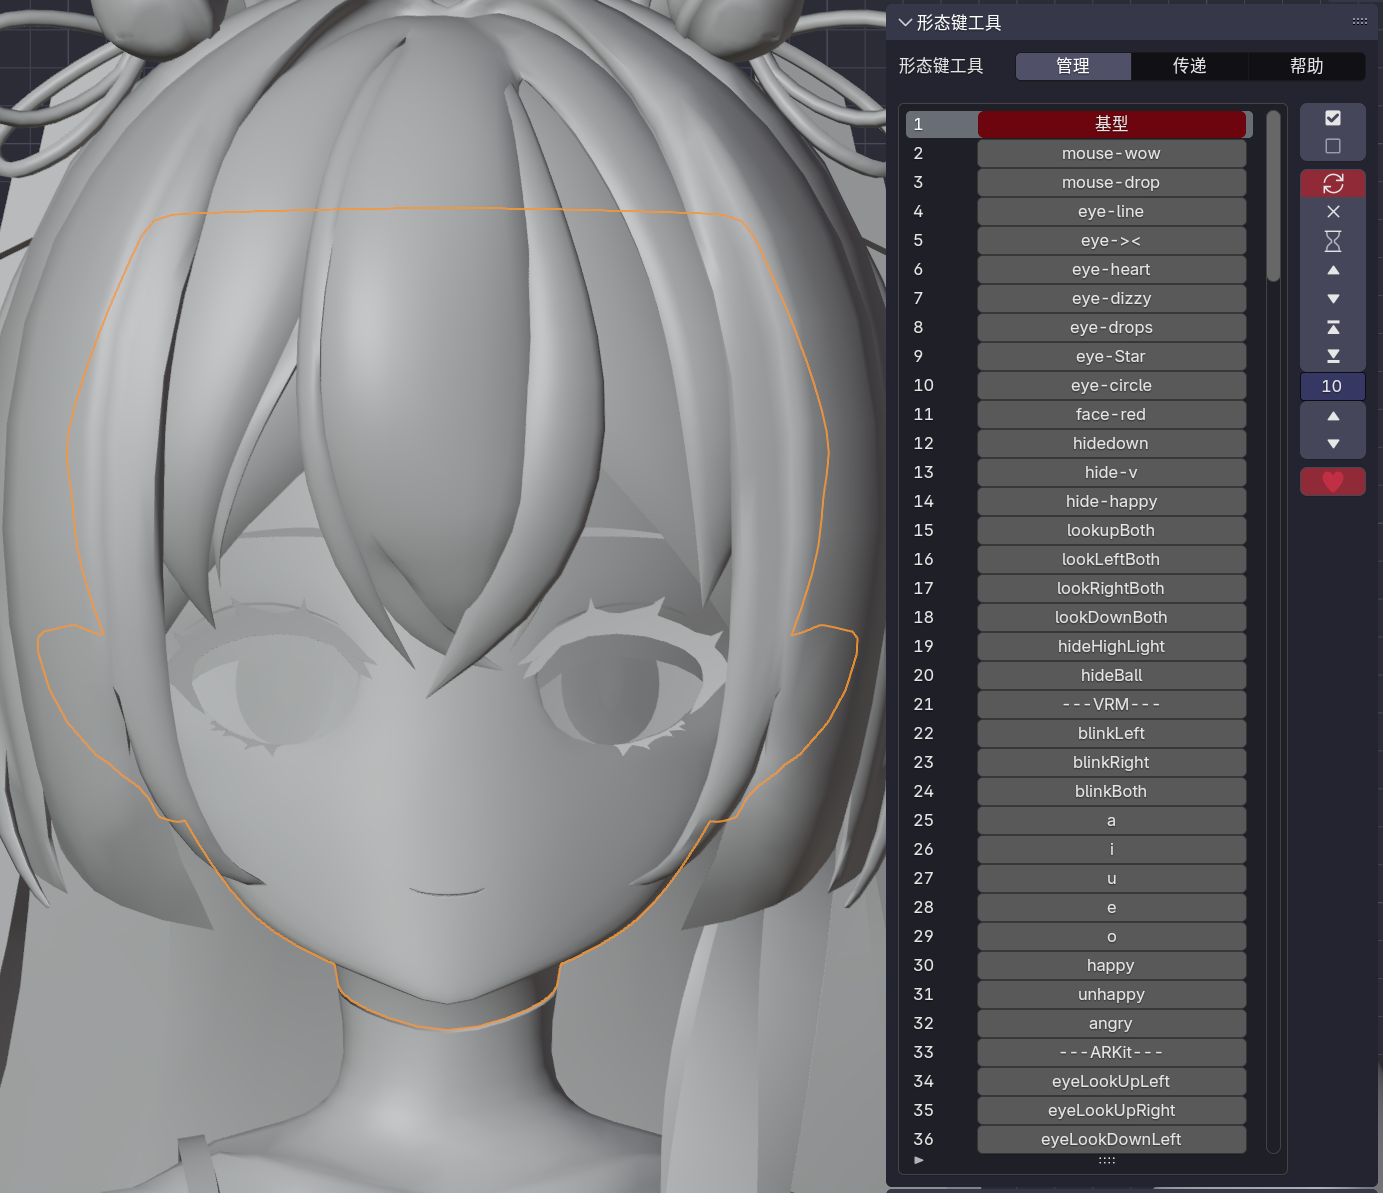 形态键工具
形态键工具 管理 传递 帮助
1 基型
2 mouse-wow
3 mouse-drop
4 eye-line
5 eye-><
6 eye-heart
7 eye-dizzy
8 eye-drops
9 eye-Star
10 eye-circle
11 face-red
12 hidedown
13 hide-v
14 hide-happy
15 lookupBoth
16 lookLeftBoth
17 lookRightBoth
18 lookDownBoth
19 hideHighLight
20 hideBall
21 ---VRM---
22 blinkLeft
23 blinkRight
24 blinkBoth
25 a
26 i
27 u
28 e
29 o
30 happy
31 unhappy
32 angry
33 ---ARKit---
34 eyeLookUpLeft
35 eyeLookUpRight
36 eyeLookDownLeft
10